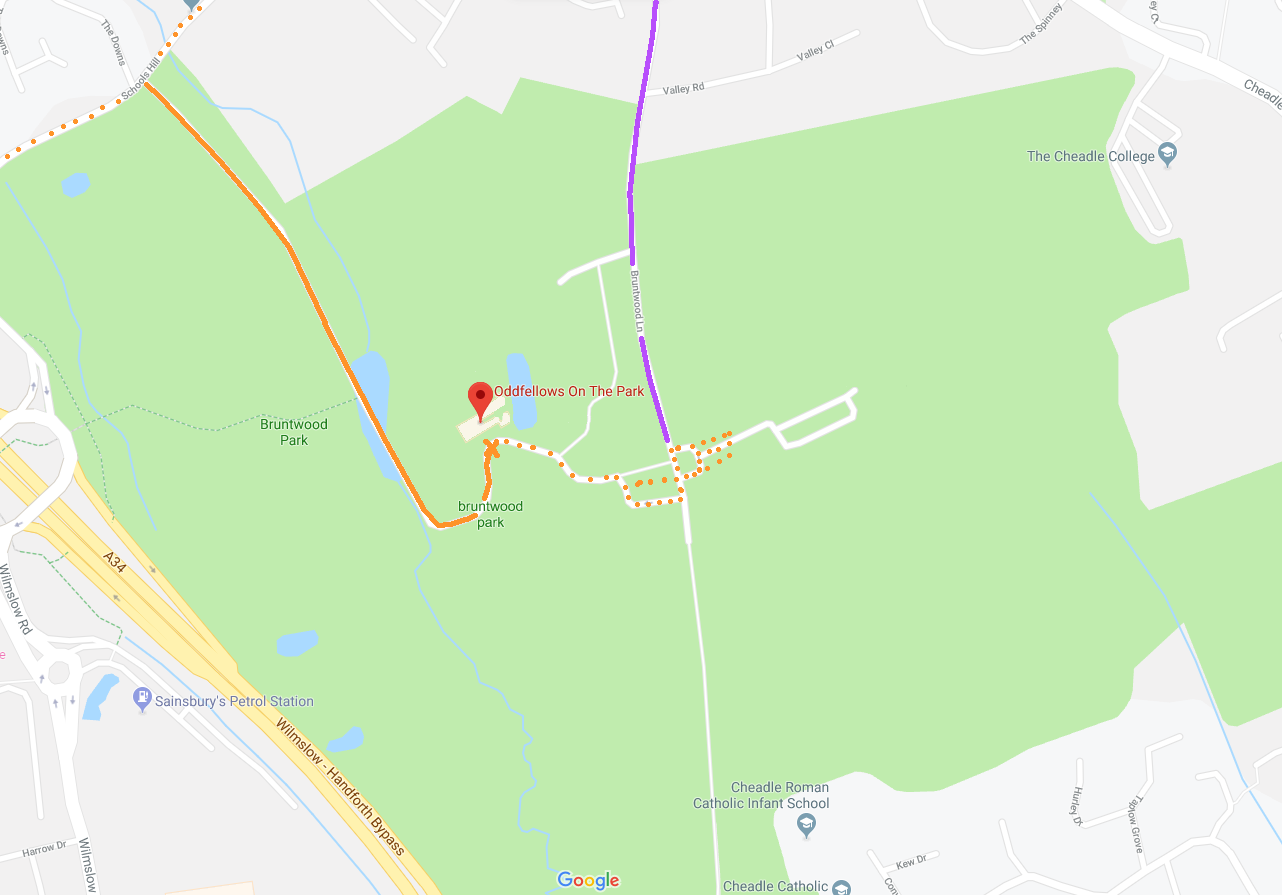 The Downs
Schools Hill
Valley Rd
Valley Cl
The Spinney
Cheadle
The Cheadle College
Bruntwood Ln
Oddfellows On The Park
Bruntwood
Park
bruntwood
park
A34
Wilmslow Rd
e
Sainsbury's Petrol Station
Wilmslow - Handforth Bypass
Harrow Dr
Wilmslow
Cheadle Roman
Catholic Infant School
Hurley D
Taplow Grove
Kew Dr
Cheadle Catholic
Google